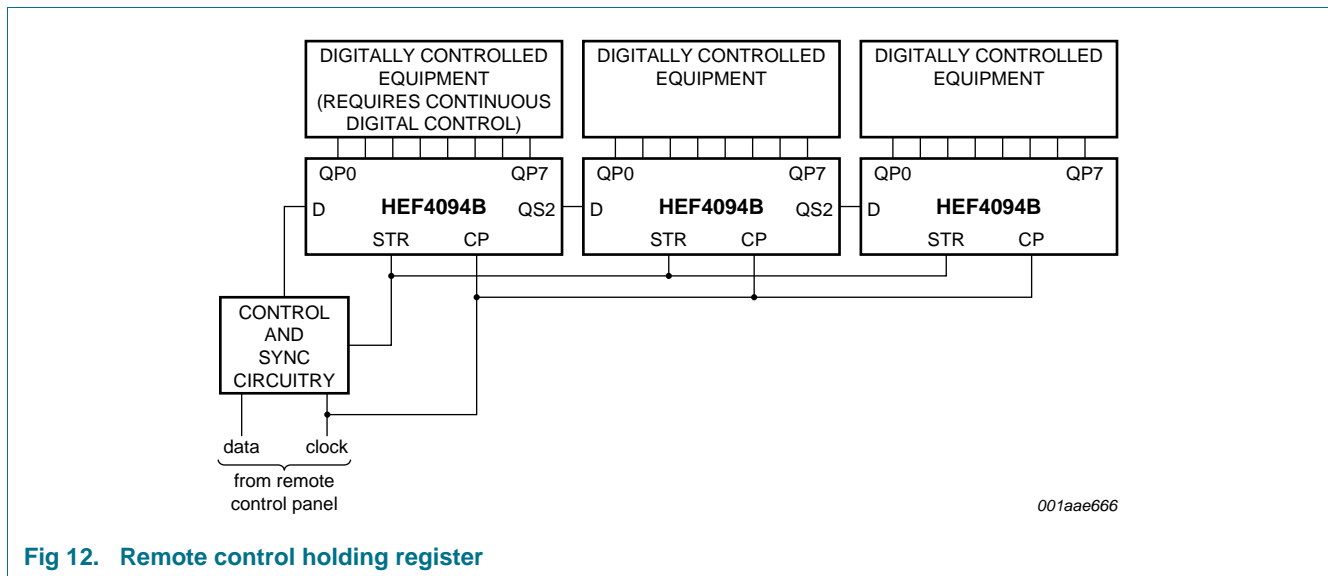 DIGITALLY CONTROLLED
EQUIPMENT
(REQUIRES CONTINUOUS
DIGITAL CONTROL)
DIGITALLY CONTROLLED
EQUIPMENT
DIGITALLY CONTROLLED
EQUIPMENT
QP0 QP7
D HEF4094B QS2
STR CP
QP0 QP7
D HEF4094B QS2
STR CP
QP0 QP7
D HEF4094B
STR CP
CONTROL
AND
SYNC
CIRCUITRY
data clock
from remote
control panel
001aae666
Fig 12. Remote control holding register